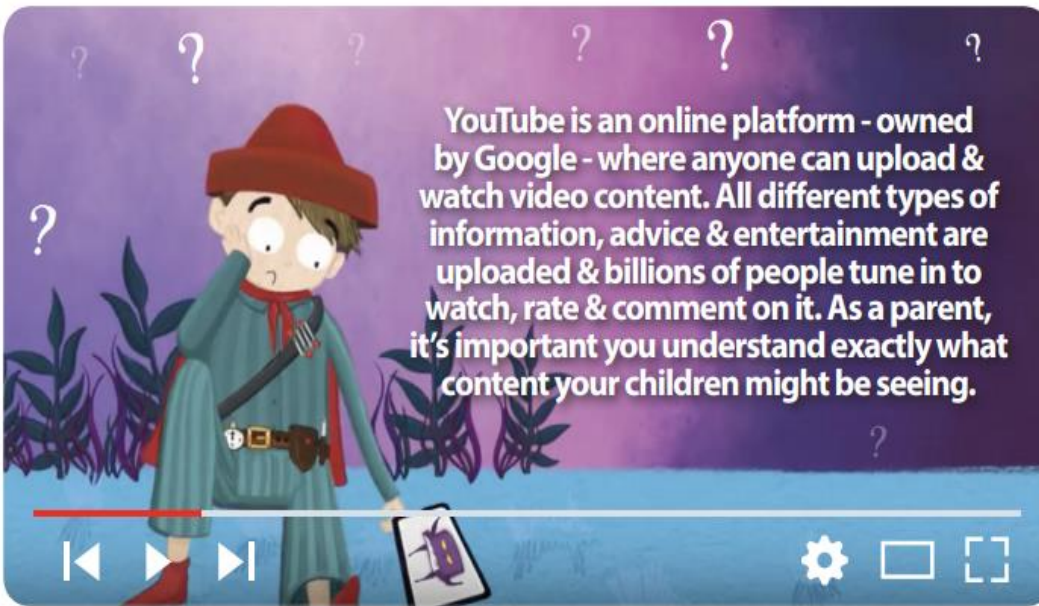 YouTube is an online platform - owned
by Google - where anyone can upload &
watch video content. All different types of
information, advice & entertainment are
uploaded & billions of people tune in to
watch, rate & comment on it. As a parent,
it's important you understand exactly what
content your children might be seeing.